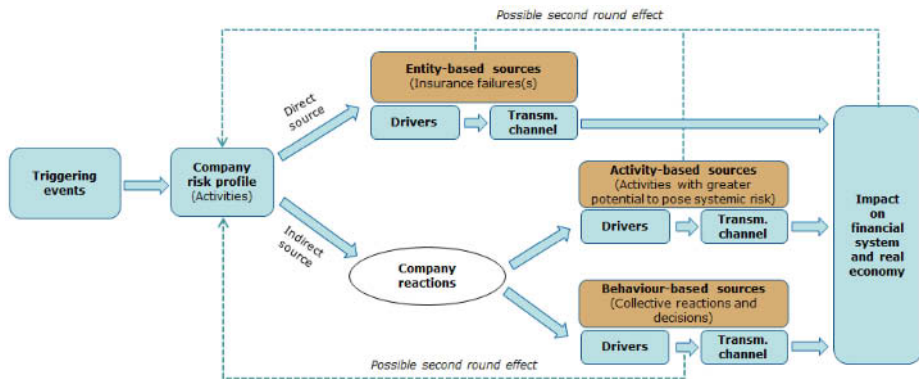 Possible second round effect
Entity-based sources
(Insurance failures(s)
Direct
source
Drivers
Transm.
channel
Triggering
events
Company
risk profile
(Activities)
Activity-based sources
(Activities with greater
potential to pose systemic risk)
Drivers
Transm.
channel
Impact
on
financial
system
and real
economy
Indirect
source
Company
reactions
Behaviour-based sources
(Collective reactions and
decisions)
Drivers
Transm.
channel
Possible second round effect